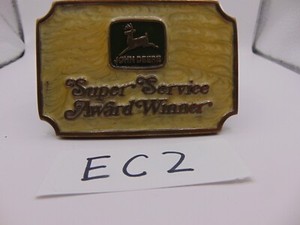 JOHN DEERE
Super Service
Award Winner
EC2